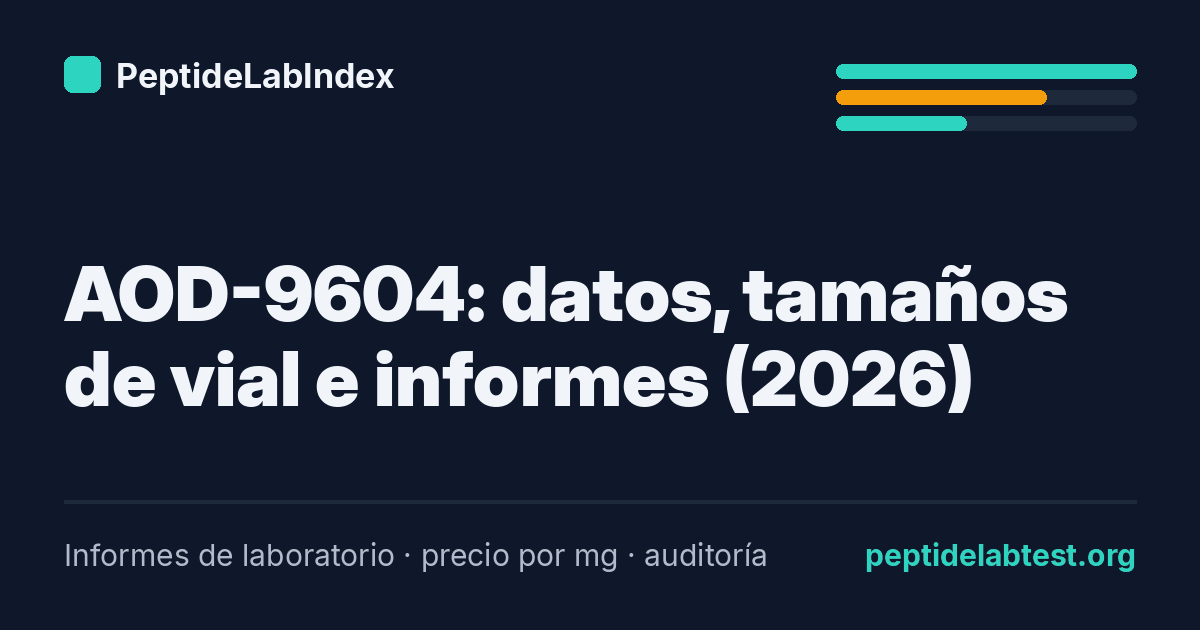 PeptideLabIndex
AOD-9604: datos, tamaños
de vial e informes (2026)
Informes de laboratorio · precio por mg · auditoría
peptidelabtest.org